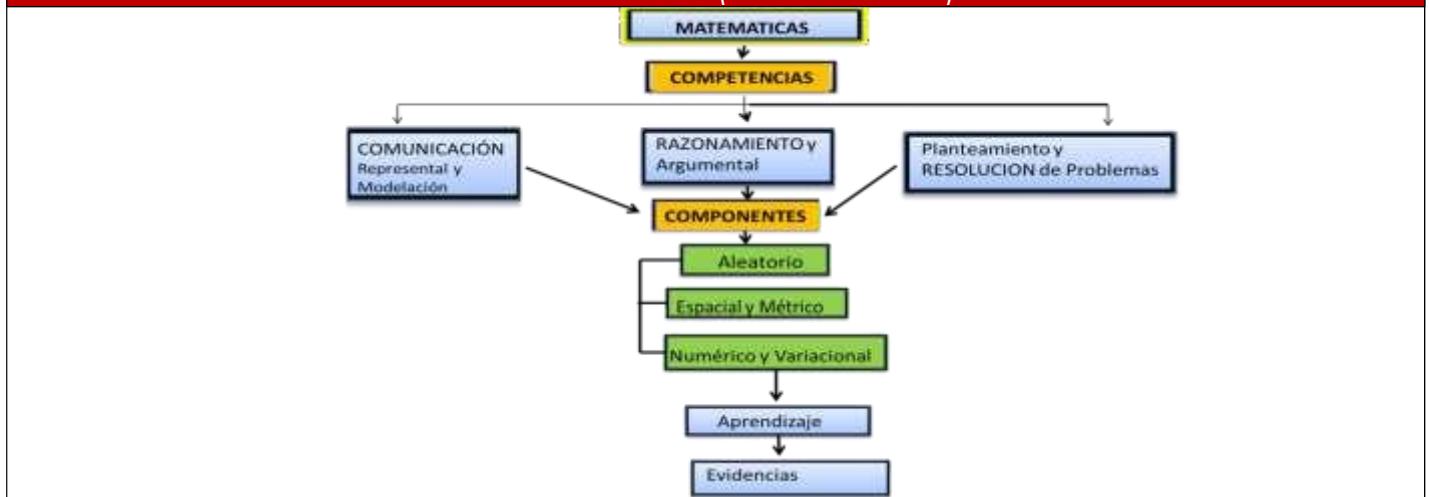 MATEMATICAS
COMPETENCIAS
COMUNICACIÓN
Represental y
Modelación
RAZONAMIENTO y
Argumental
Planteamiento y
RESOLUCION de Problemas
COMPONENTES
Aleatorio
Espacial y Métrico
Numérico y Variacional
Aprendizaje
Evidencias